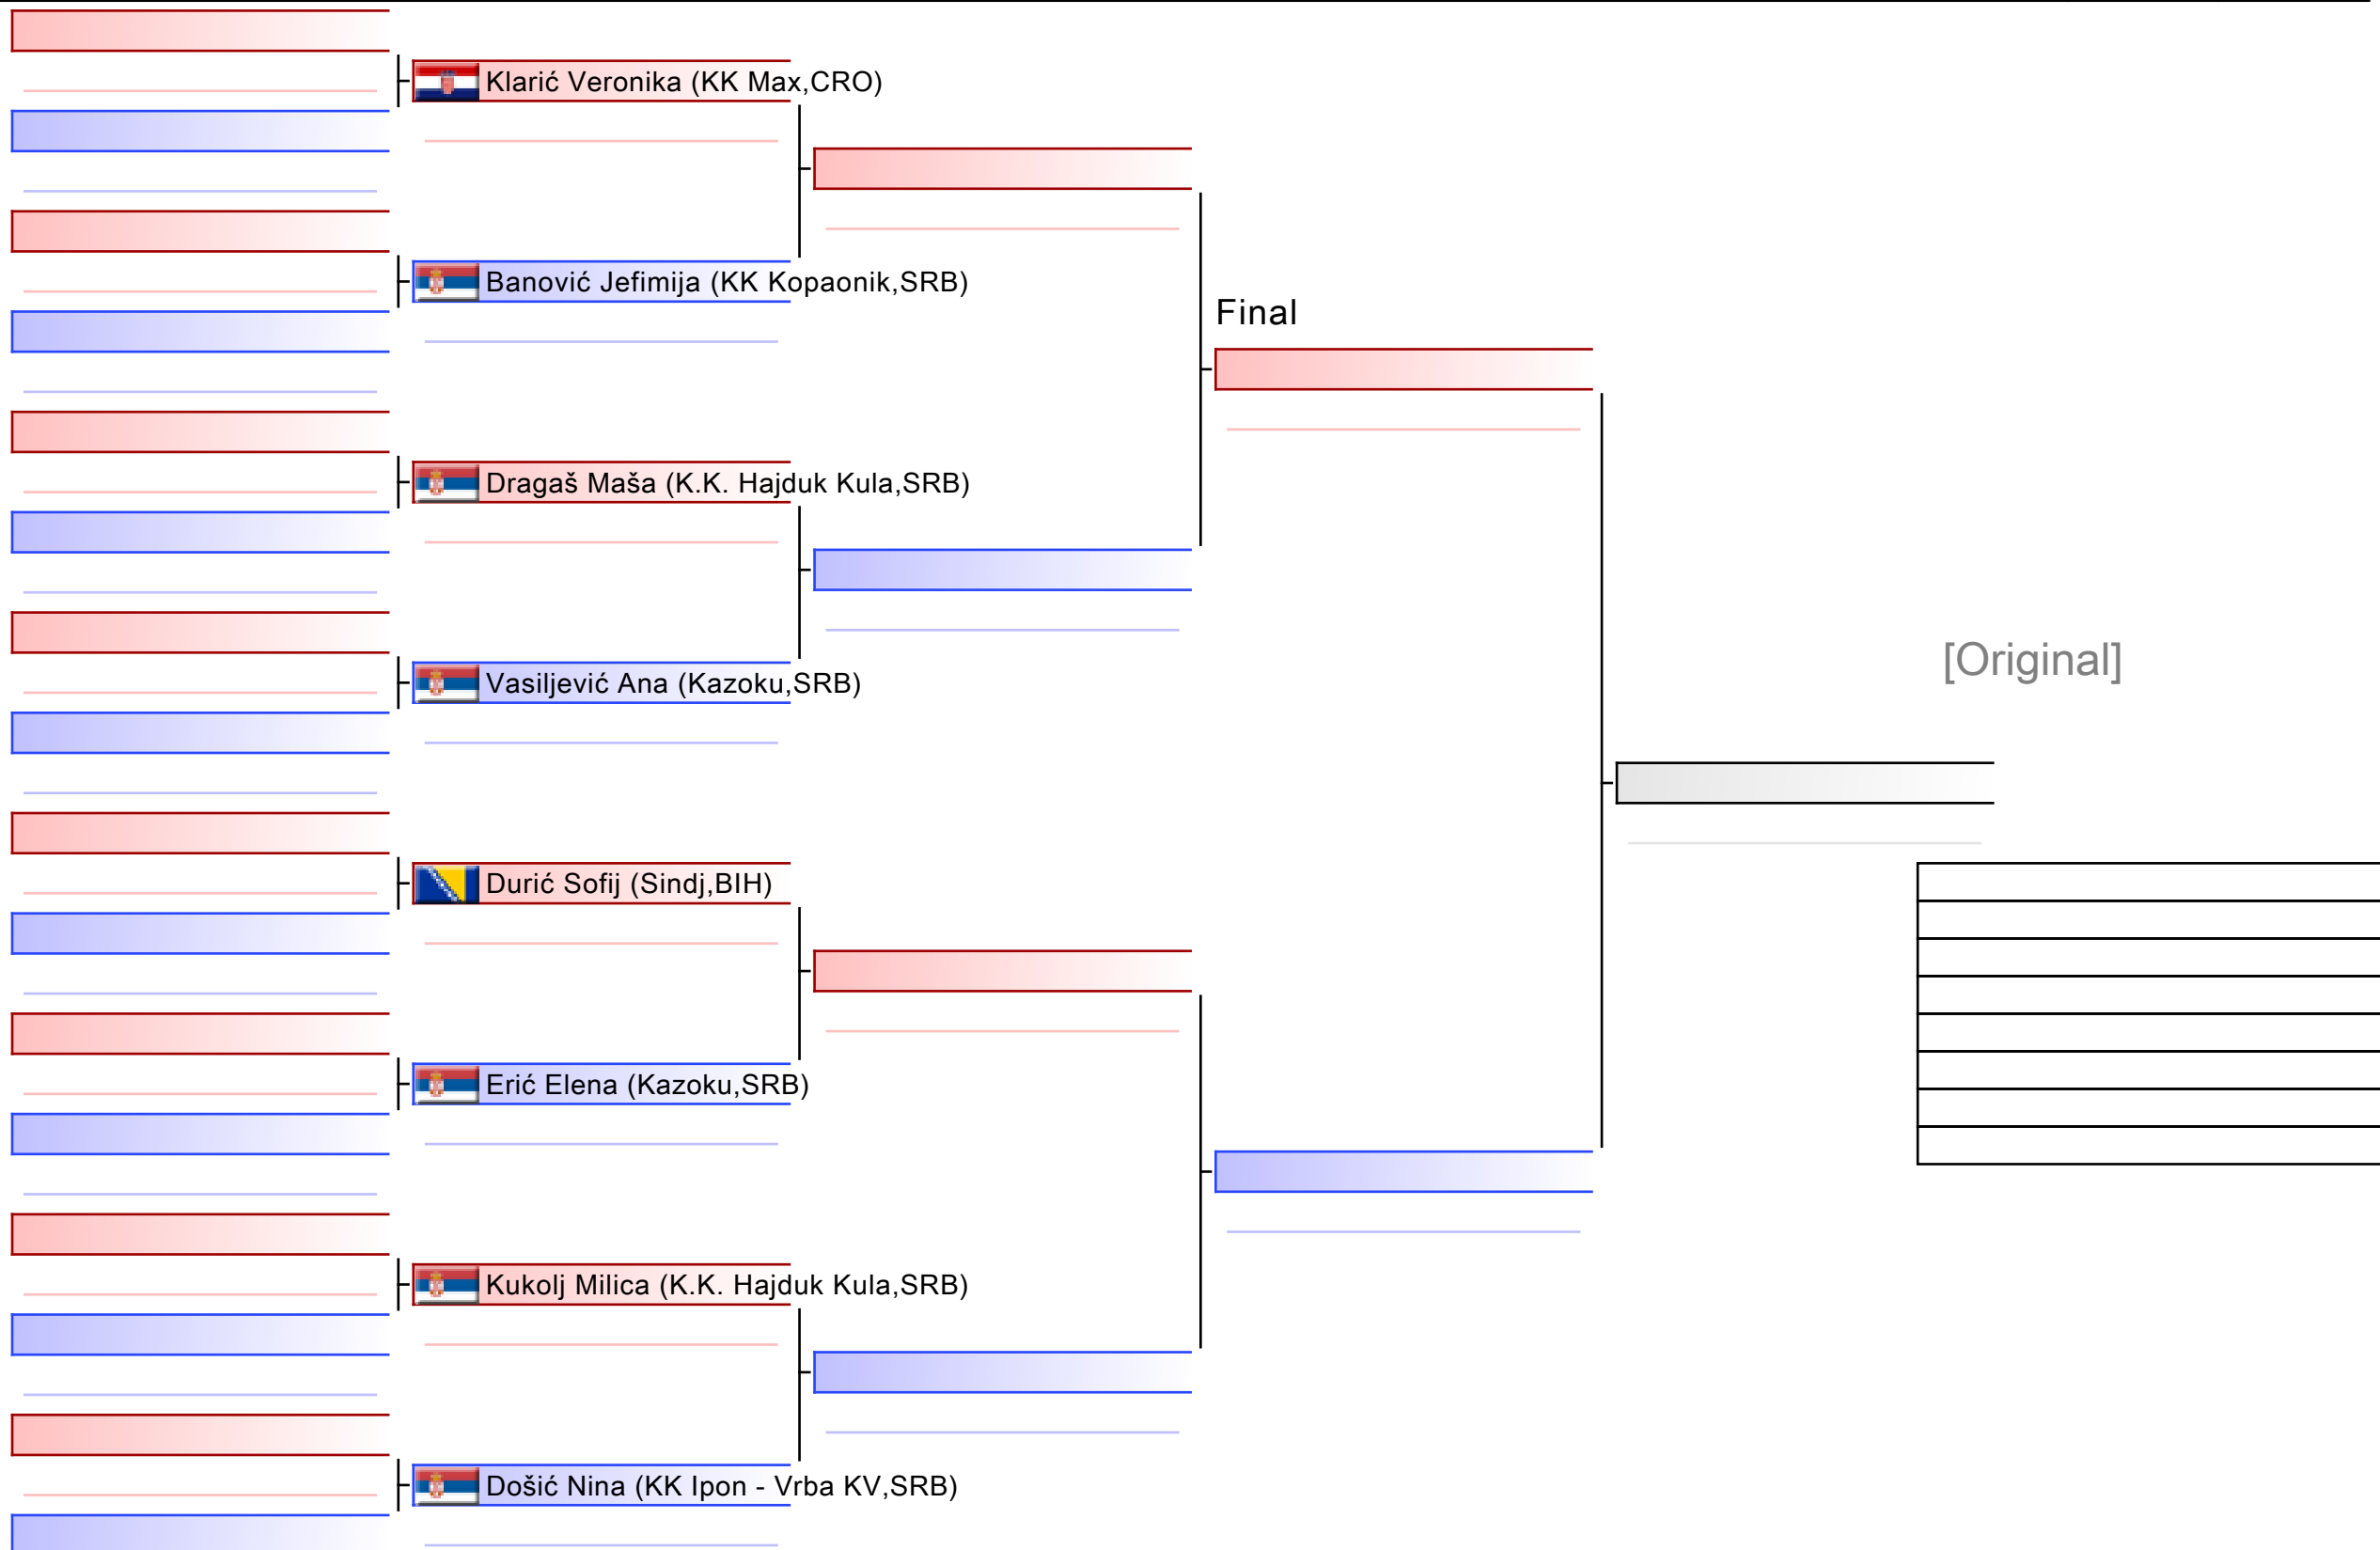 Klarić Veronika (KK Max,CRO)
Banović Jefimija (KK Kopaonik,SRB)
Final
Dragaš Maša (K.K. Hajduk Kula,SRB)
[Original]
Vasiljević Ana (Kazoku,SRB)
Durić Sofij (Sindj,BIH)
Erić Elena (Kazoku,SRB)
Kukolj Milica (K.K. Hajduk Kula,SRB)
Došić Nina (KK Ipon - Vrba KV,SRB)